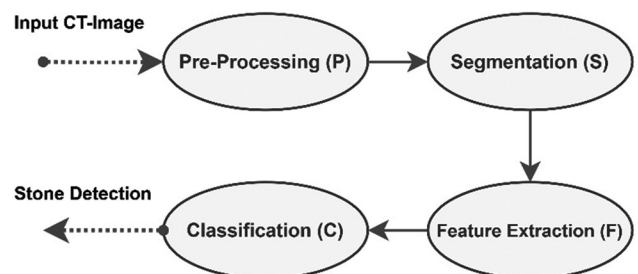 Input CT-Image
Pre-Processing (P)
Segmentation (S)
Stone Detection
Classification (C)
Feature Extraction (F)